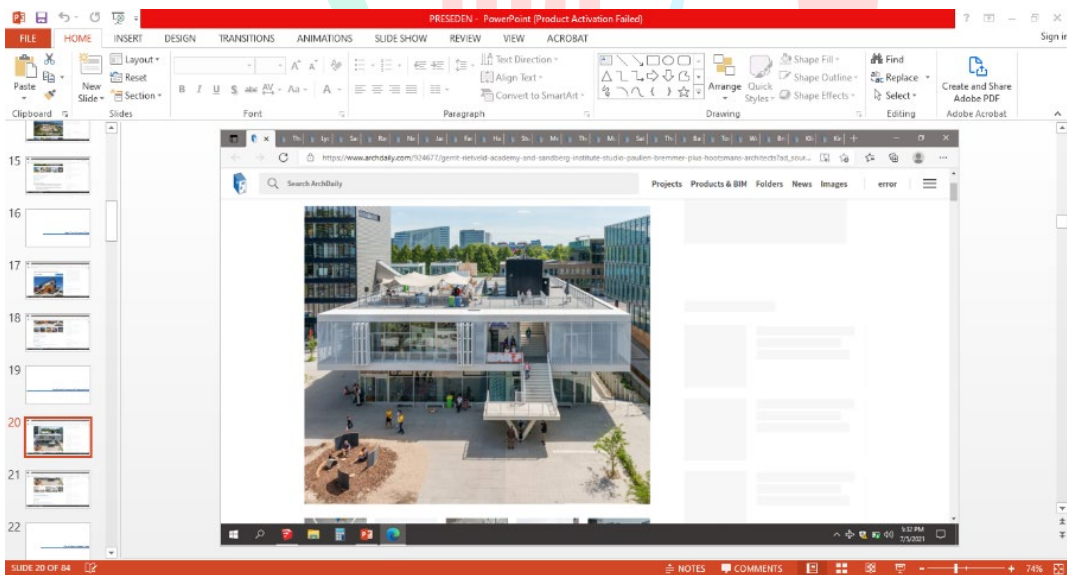 PRESEDEN - PowerPoint (Product Activation Failed)
FILE HOME INSERT DESIGN TRANSITIONS ANIMATIONS SLIDE SHOW REVIEW VIEW ACROBAT Sign in
Paste
New Slide
Layout
Reset
Section
B I U S abc AV Aa A
Text Direction
Align Text
Convert to SmartArt
Arrange
Quick Styles
Shape Fill
Shape Outline
Shape Effects
Find
Replace
Select
Create and Share Adobe PDF
Clipboard Slides Font Paragraph Drawing Editing Adobe Acrobat
15
16
17
18
19
20
21
22
Search ArchDaily
Projects Products & BIM Folders News Images error
5:32 PM
7/5/2021
SLIDE 20 OF 84 NOTES COMMENTS 74%